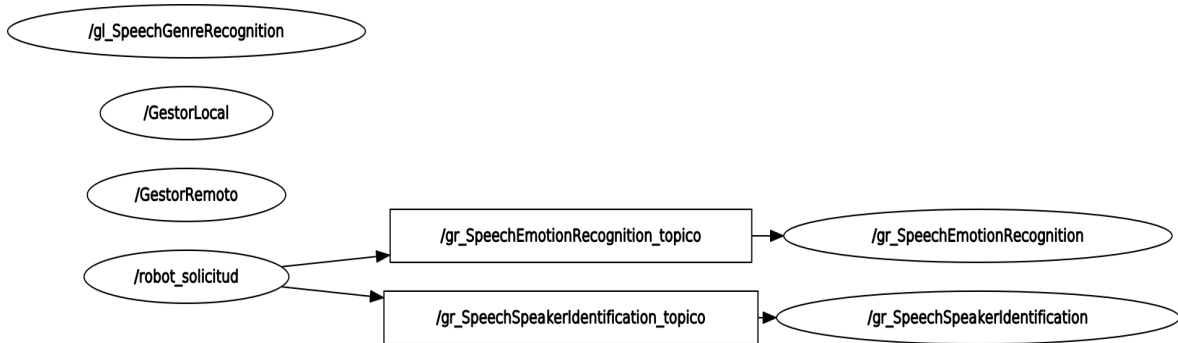 /gl_SpeechGenreRecognition
/GestorLocal
/GestorRemoto
/gr_SpeechEmotionRecognition_topico
/gr_SpeechEmotionRecognition
/robot_solicitud
/gr_SpeechSpeakerIdentification_topico
/gr_SpeechSpeakerIdentification